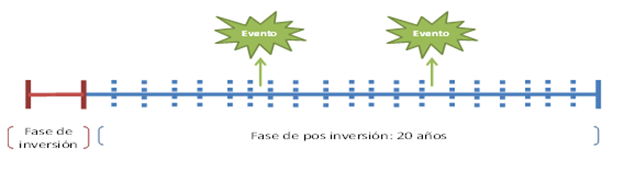 Evento
Evento
Fase de
inversión
Fase de pos inversión: 20 años